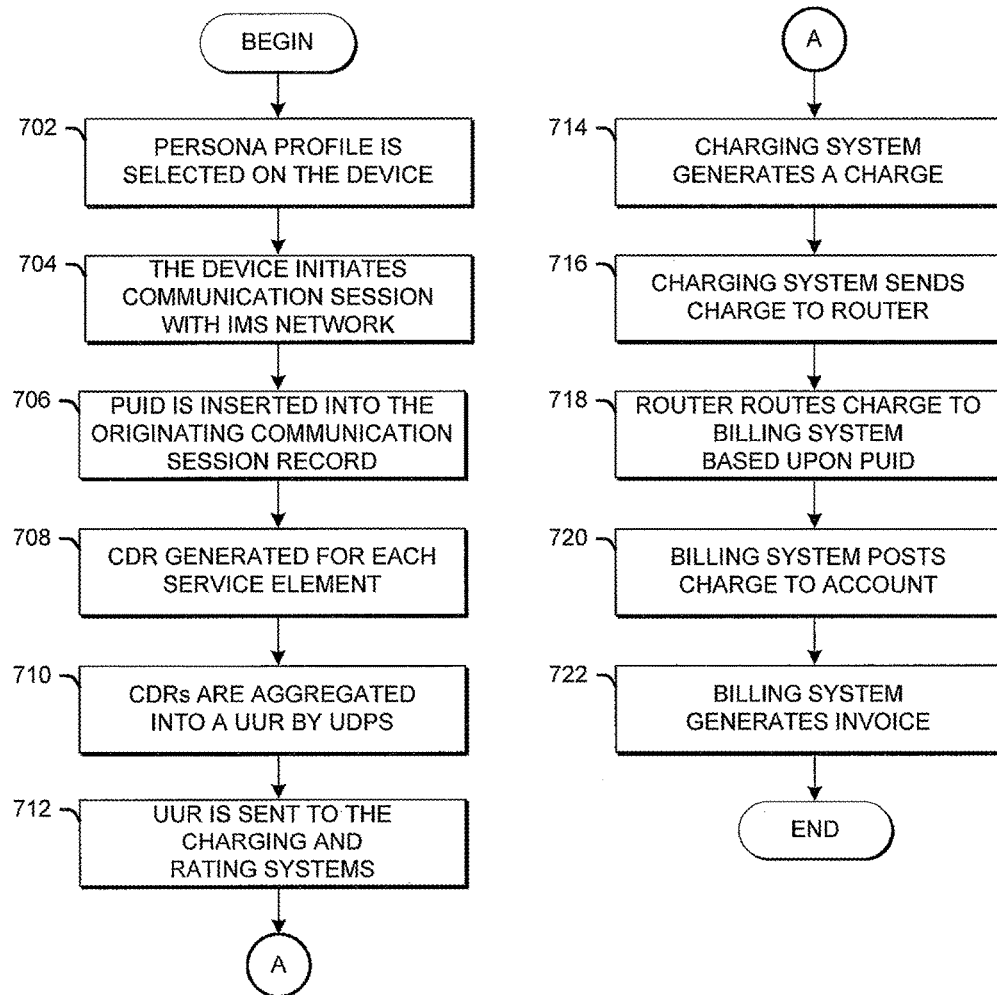 BEGIN
702
PERSONA PROFILE IS
SELECTED ON THE DEVICE
704
THE DEVICE INITIATES
COMMUNICATION SESSION
WITH IMS NETWORK
706
PUID IS INSERTED INTO THE
ORIGINATING COMMUNICATION
SESSION RECORD
708
CDR GENERATED FOR EACH
SERVICE ELEMENT
710
CDRs ARE AGGREGATED
INTO A UUR BY UDPS
712
UUR IS SENT TO THE
CHARGING AND
RATING SYSTEMS
A
A
714
CHARGING SYSTEM
GENERATES A CHARGE
716
CHARGING SYSTEM SENDS
CHARGE TO ROUTER
718
ROUTER ROUTES CHARGE TO
BILLING SYSTEM
BASED UPON PUID
720
BILLING SYSTEM POSTS
CHARGE TO ACCOUNT
722
BILLING SYSTEM
GENERATES INVOICE
END